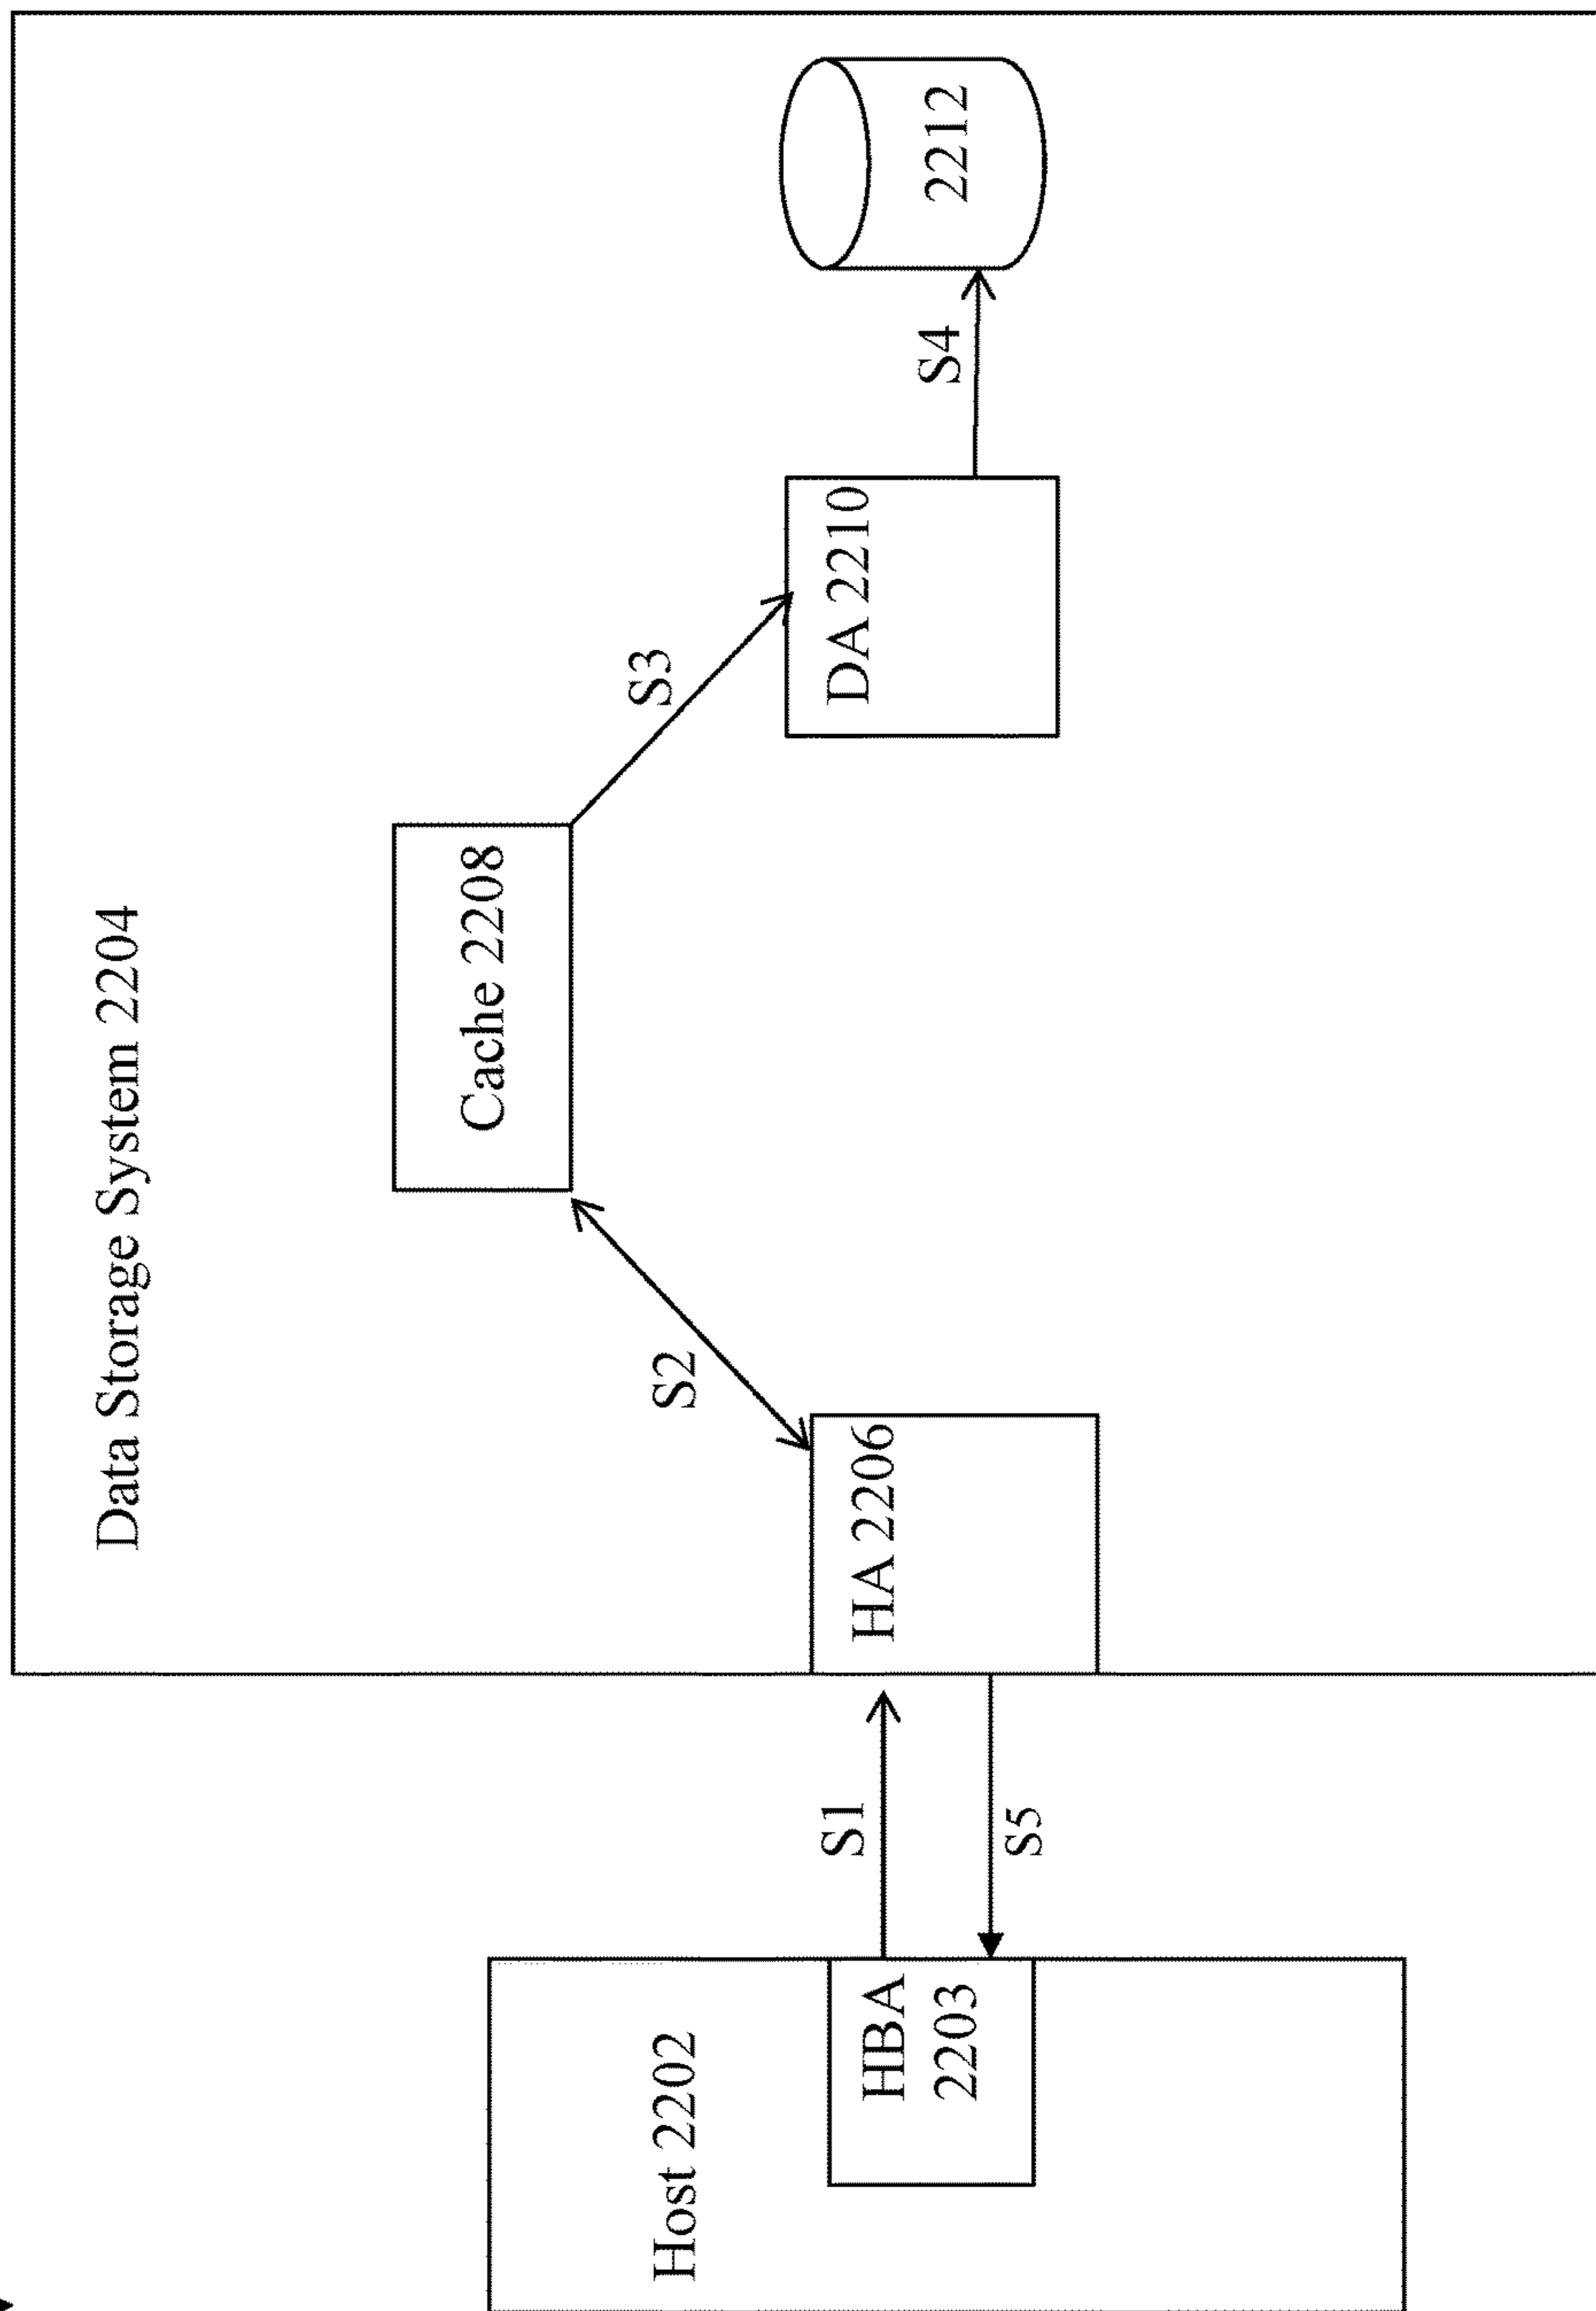 Data Storage System 2204
Cache 2208
S2
S3
HA 2206
DA 2210
S4
2212
Host 2202
HBA
2203
S1
S5